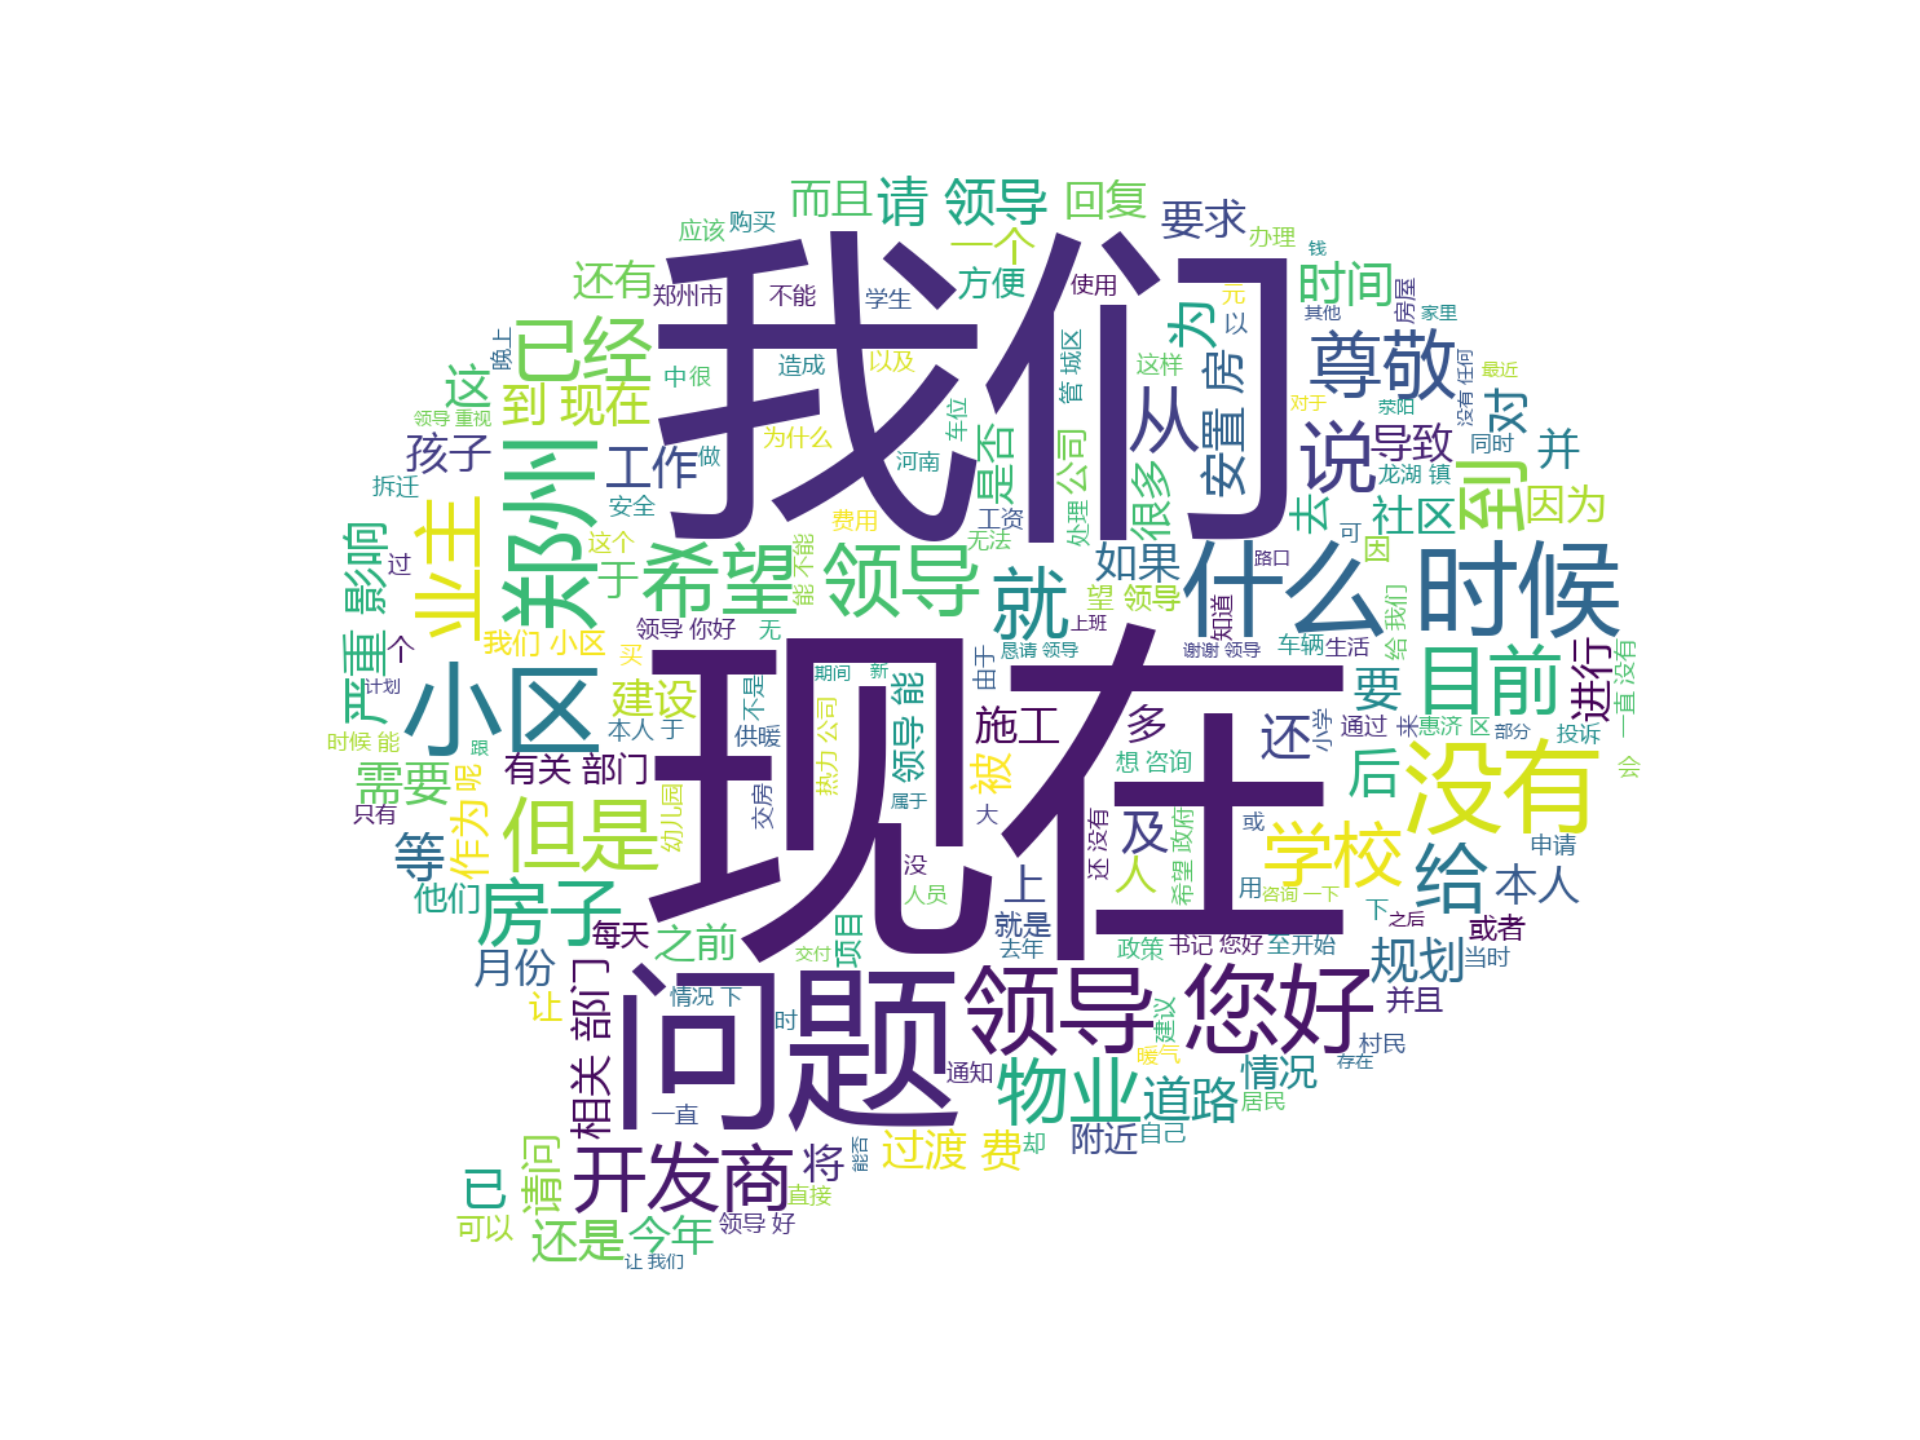 而且 请 领导 回复 要求
应该 购买 一个 办理 钱
还有 郑州市 不能 学生 方便 使用 为 元 时间 房屋
我们
以 其他 家里
晚上 已经 造成 以及 管 城区 这样 房 尊敬 没有 任何 最近
这 到 现在 中 很 从 安置 对于 荥阳 对
领导 重视 车位 为什么
孩子 郑州 工作 做 河南 是否 公司 说 导致 同时 并
拆迁 安全 费用 工资 处理 很多 去 社区 到 因为 龙湖 镇
影响 过 业主 这个 于 希望 领导 能 不能 无法 就 如果 什么 时候 路口 可 因
望 领导
严重 个 我们 小区 领导 你好 无 上班 知道 给 我们
买 恳请 领导 谢谢 领导 车辆 生活
现在
计划 小区 建设 不是 期间 新 领导 能 由于 要 目前 进行 一直 没有
时候 能 跟 本人 于 供暖 热力 公司 施工 多 还 小学 通过 来 惠济 区 部分 投诉
需要 呢 有关 部门 属于 被 想 咨询 后 没有 会
只有 作为 但是 幼儿园 交房 大 还 没有 及 希望 政府 或 学校
等 没 人 给 申请
他们 房子 人员 上 用 咨询 一下 下 本人
每天 之前 项目 就是 之后 或者
月份 交付 去年 政策 书记 您好 至 开始 规划 当时
让 相关 部门 情况 下 时 问题 领导 您好 并且
建议 村民
暖气 存在
一直 通知 物业 道路 情况
居民
附近 自己
已 请问 开发商 将 能否 过渡 费 却
直接
可以 还是 今年 领导 好
让 我们